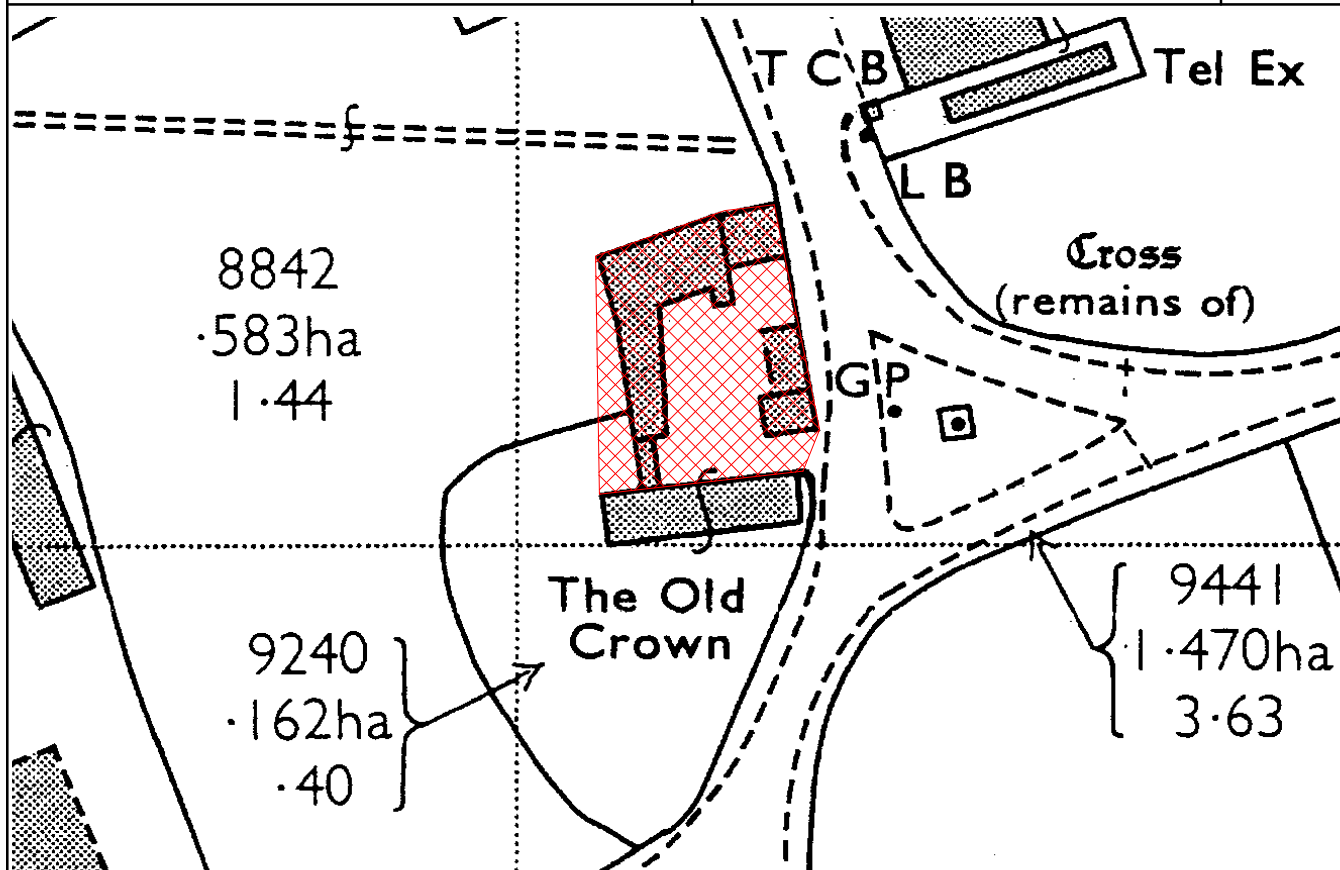 T C B
Tel Ex
L B
Cross
(remains of)
8842
·583ha
1·44
GP
The Old
Crown
9240
·162ha
·40
9441
1·470ha
3·63